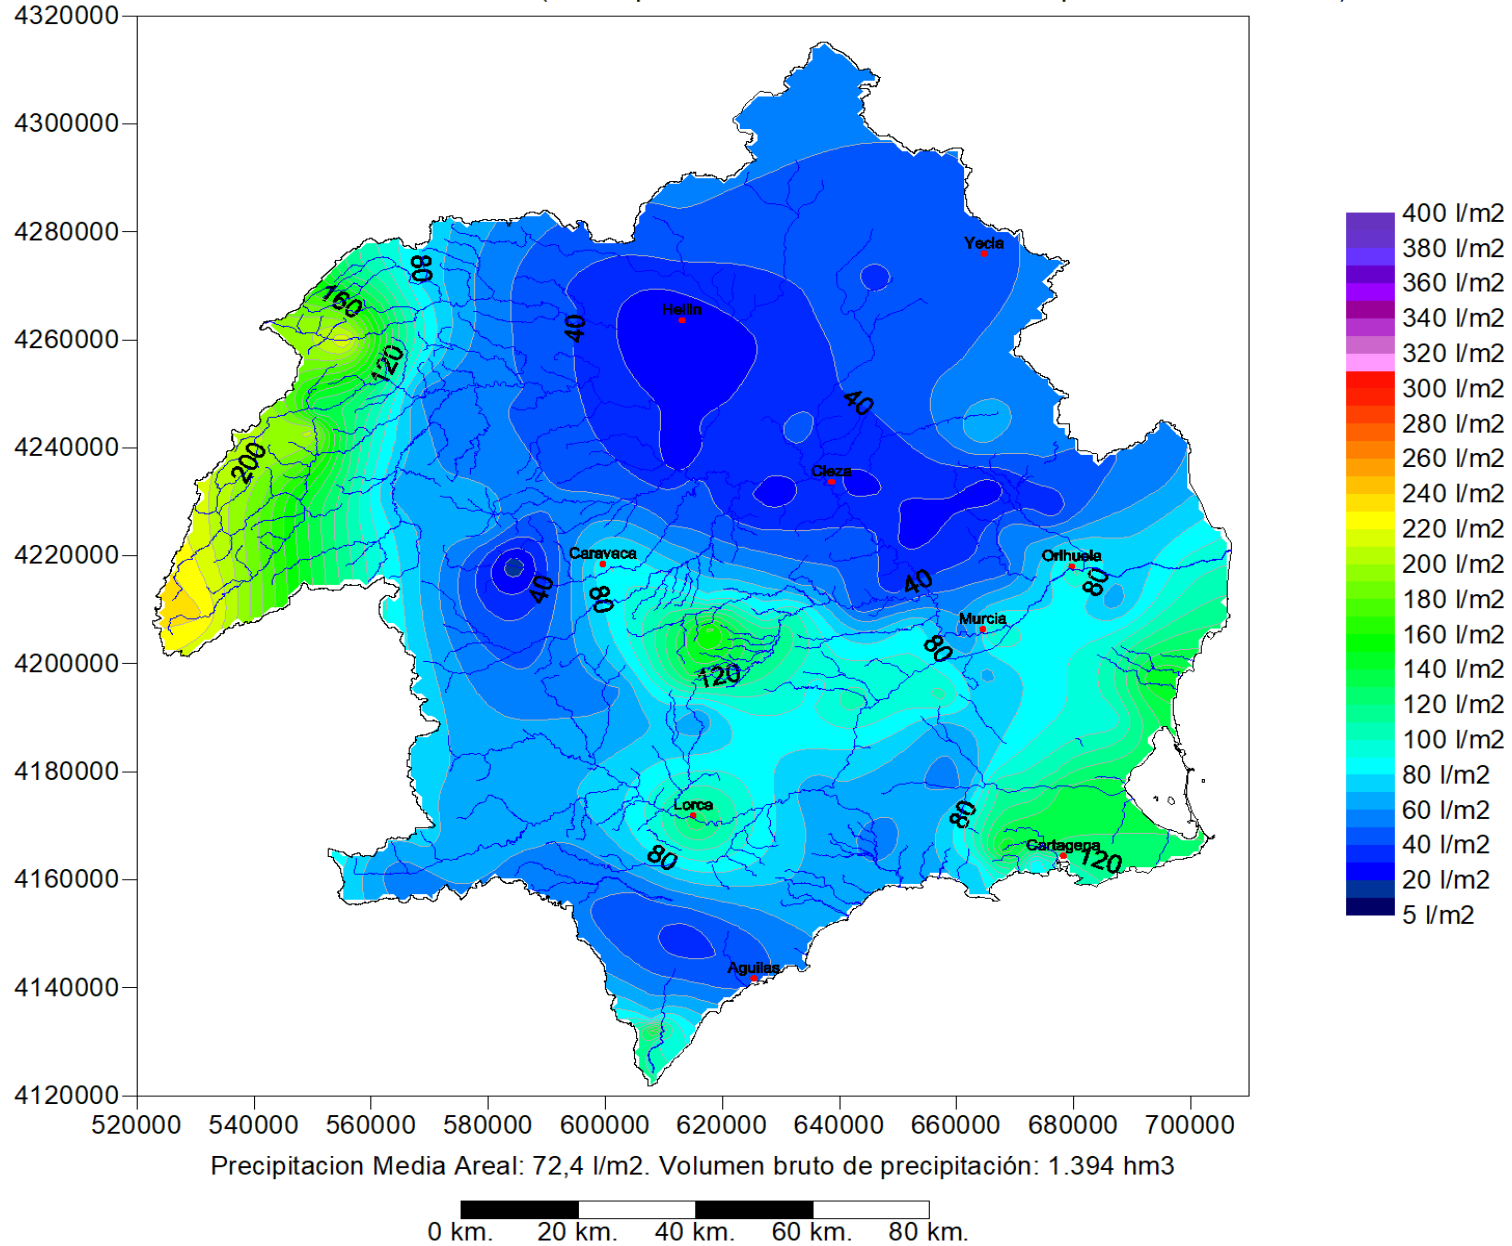 4320000
4300000
4280000
4260000
4240000
4220000
4200000
4180000
4160000
4140000
4120000
520000 540000 560000 580000 600000 620000 640000 660000 680000 700000
Yecla
80
160
Hellin
40
120
40
200
Cieza
Caravaca
Orihuela
40
80
40
80
Murcia
80
120
Lorca
80
Cartagena
120
80
Aguilas
400 l/m2
380 l/m2
360 l/m2
340 l/m2
320 l/m2
300 l/m2
280 l/m2
260 l/m2
240 l/m2
220 l/m2
200 l/m2
180 l/m2
160 l/m2
140 l/m2
120 l/m2
100 l/m2
80 l/m2
60 l/m2
40 l/m2
20 l/m2
5 l/m2
Precipitacion Media Areal: 72,4 l/m2. Volumen bruto de precipitación: 1.394 hm3
0 km. 20 km. 40 km. 60 km. 80 km.